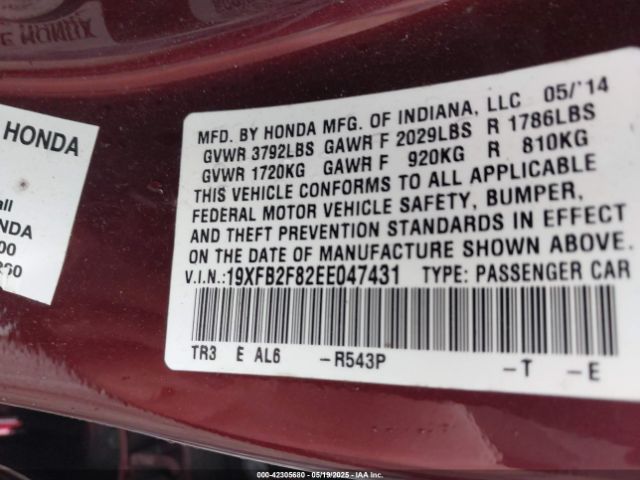 HONDA
all
NDA
00
MFD. BY HONDA MFG. OF INDIANA, LLC 05/'14
GVWR 3792LBS GAWR F 2029LBS R 1786LBS
GVWR 1720KG GAWR F 920KG R 810KG
THIS VEHICLE CONFORMS TO ALL APPLICABLE
FEDERAL MOTOR VEHICLE SAFETY, BUMPER,
AND THEFT PREVENTION STANDARDS IN EFFECT
ON THE DATE OF MANUFACTURE SHOWN ABOVE.
V.I.N.:19XFB2F82EE047431 TYPE: PASSENGER CAR
TR3 E AL6 -R543P -T -E
000-42305680 - 05/19/2025 - IAA Inc.